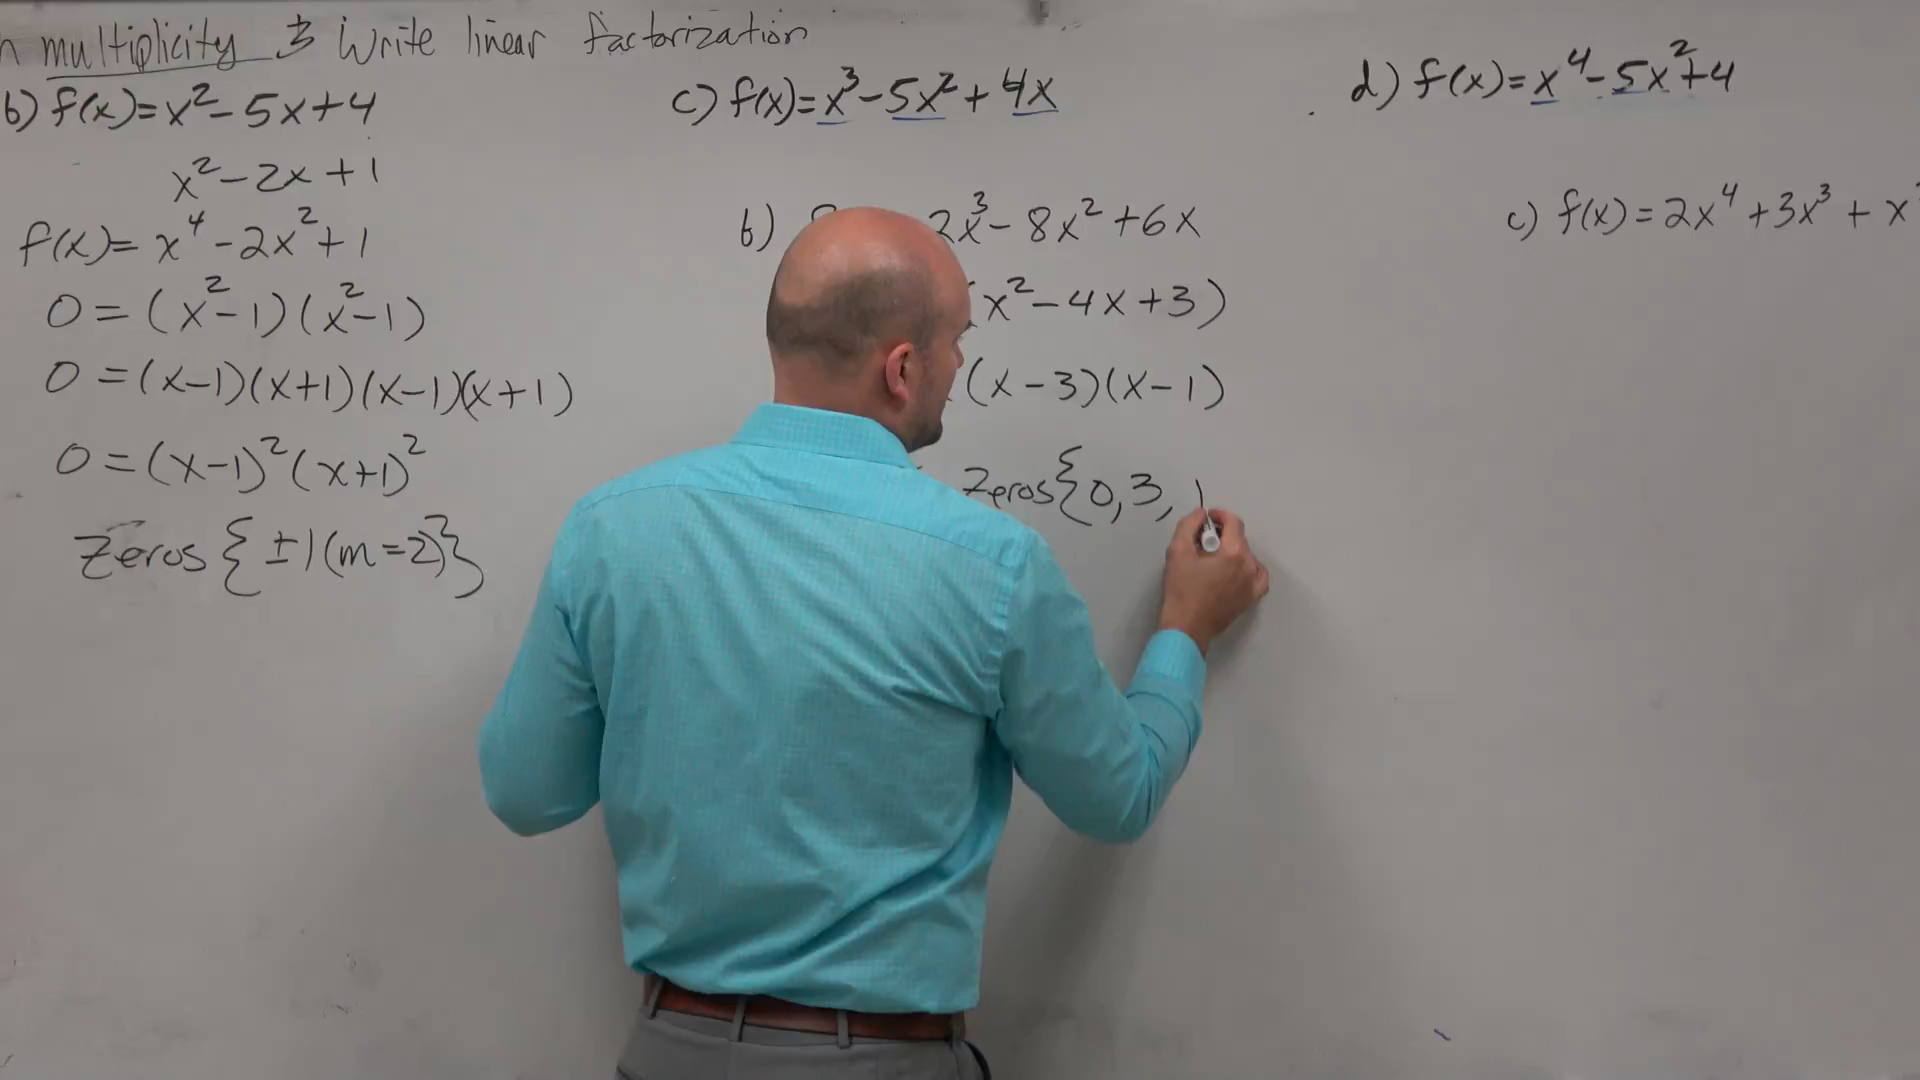 multiplicity & Write linear factorization
b) f(x)=x²-5x+4
x²-2x+1
f(x)=x⁴-2x²+1
0=(x²-1)(x²-1)
0=(x-1)(x+1)(x-1)(x+1)
0=(x-1)²(x+1)²
Zeros{±1(m=2)}
c) f(x)=x³-5x²+4x
b) 2x³-8x²+6x
(x²-4x+3)
(x-3)(x-1)
Zeros{0,3,1
d) f(x)=x⁴-5x²+4
c) f(x)=2x⁴+3x³+x